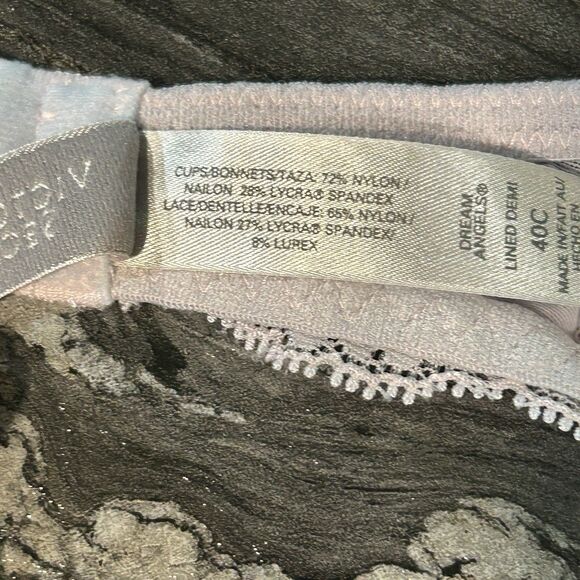 CUPS/BONNETS/TAZA: 72% NYLON/
NAILON 28% LYCRA® SPANDEX
LACE/DENTELLE/ENCAJE: 65% NYLON/
NAILON 27% LYCRA® SPANDEX/
8% LUREX
DREAM
ANGELS®
LINED DEMI
40C
MADE IN/FAIT AU/
HECHO EN